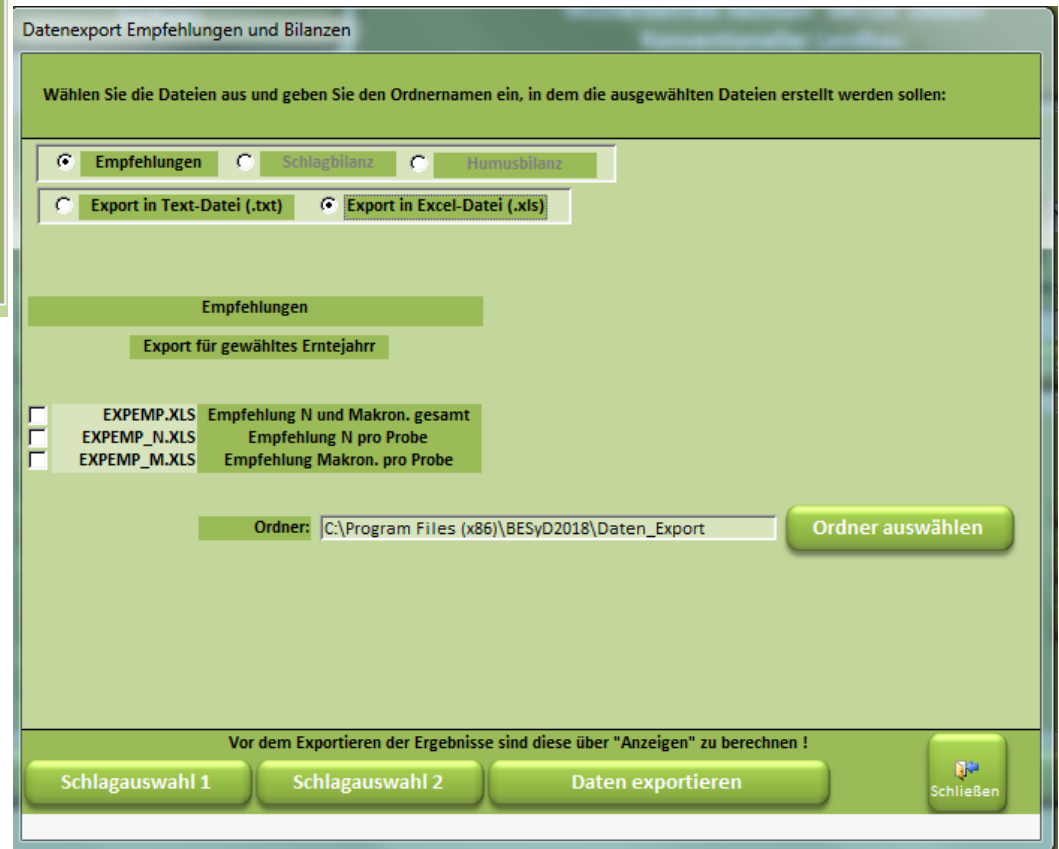 Datenexport Empfehlungen und Bilanzen
Wählen Sie die Dateien aus und geben Sie den Ordnernamen ein, in dem die ausgewählten Dateien erstellt werden sollen:
Empfehlungen Schlagbilanz Humusbilanz
Export in Text-Datei (.txt) Export in Excel-Datei (.xls)
Empfehlungen
Export für gewähltes Erntejahrr
EXPEMP.XLS Empfehlung N und Makron. gesamt
EXPEMP_N.XLS Empfehlung N pro Probe
EXPEMP_M.XLS Empfehlung Makron. pro Probe
Ordner: C:\Program Files (x86)\BESyD2018\Daten_Export Ordner auswählen
Vor dem Exportieren der Ergebnisse sind diese über "Anzeigen" zu berechnen !
Schlagauswahl 1 Schlagauswahl 2 Daten exportieren Schließen